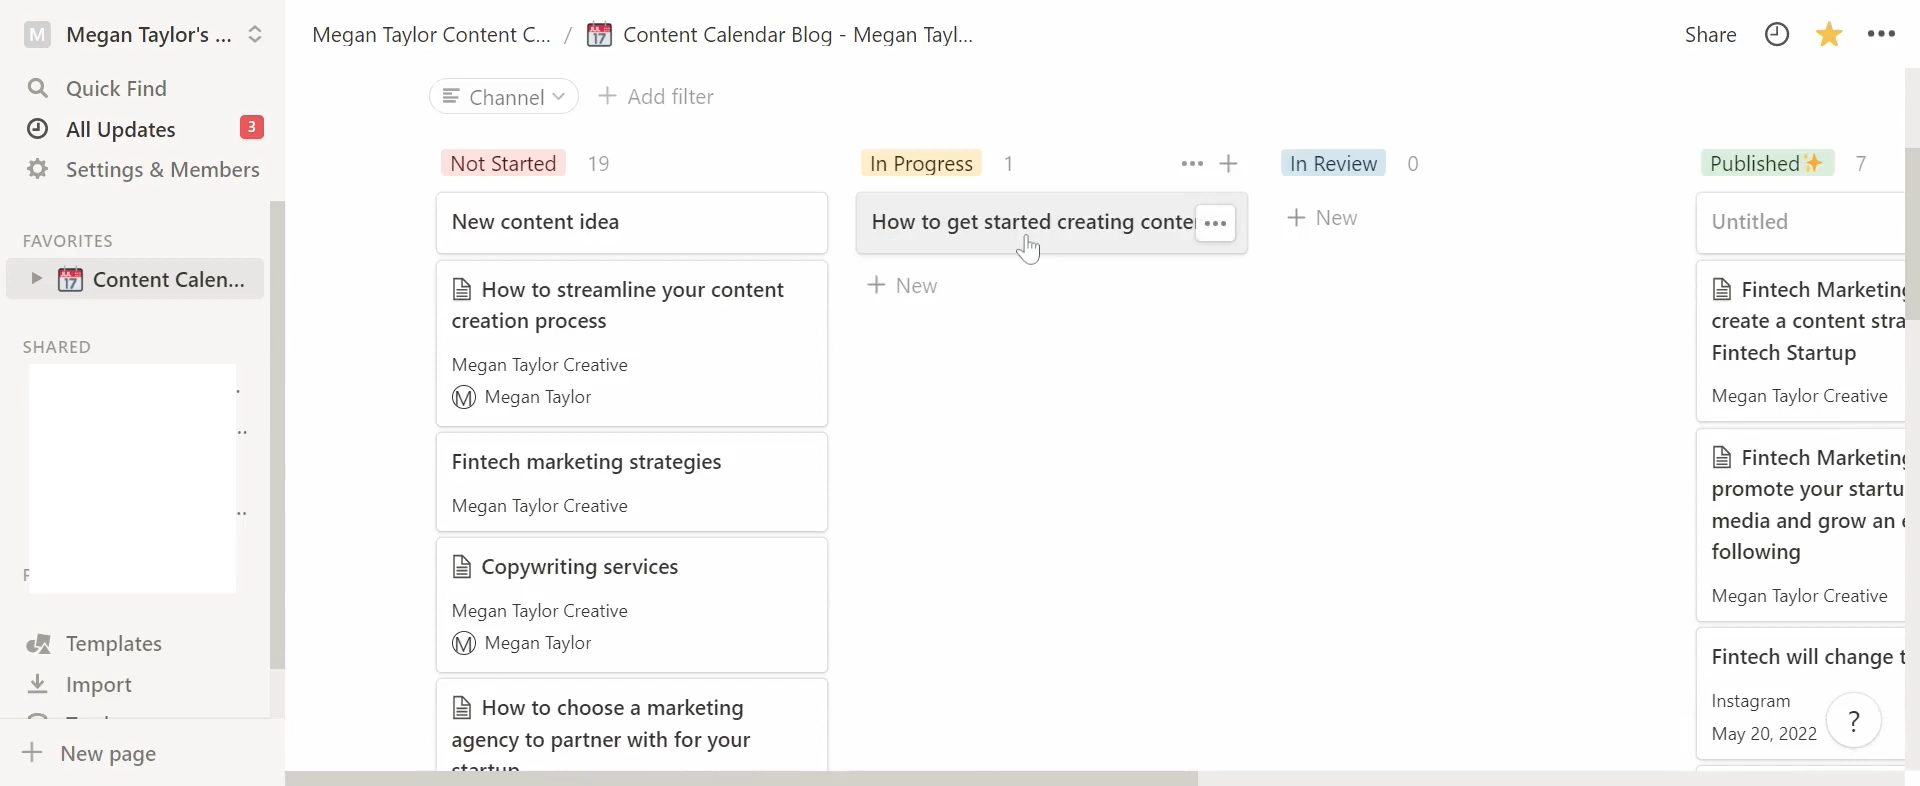 M Megan Taylor's ...
Quick Find
All Updates 3
Settings & Members
FAVORITES
17 Content Calen...
SHARED
Templates
Import
New page
Megan Taylor Content C... / 17 Content Calendar Blog - Megan Tayl...
Share
Channel
+ Add filter
Not Started 19
New content idea
How to streamline your content
creation process
Megan Taylor Creative
M Megan Taylor
Fintech marketing strategies
Megan Taylor Creative
Copywriting services
Megan Taylor Creative
M Megan Taylor
How to choose a marketing
agency to partner with for your
startup
In Progress 1 ... +
How to get started creating conte
...
+ New
In Review 0
+ New
Published✨ 7
Untitled
Fintech Marketing
create a content stra
Fintech Startup
Megan Taylor Creative
Fintech Marketing
promote your startu
media and grow an
following
Megan Taylor Creative
Fintech will change t
Instagram
May 20, 2022
?